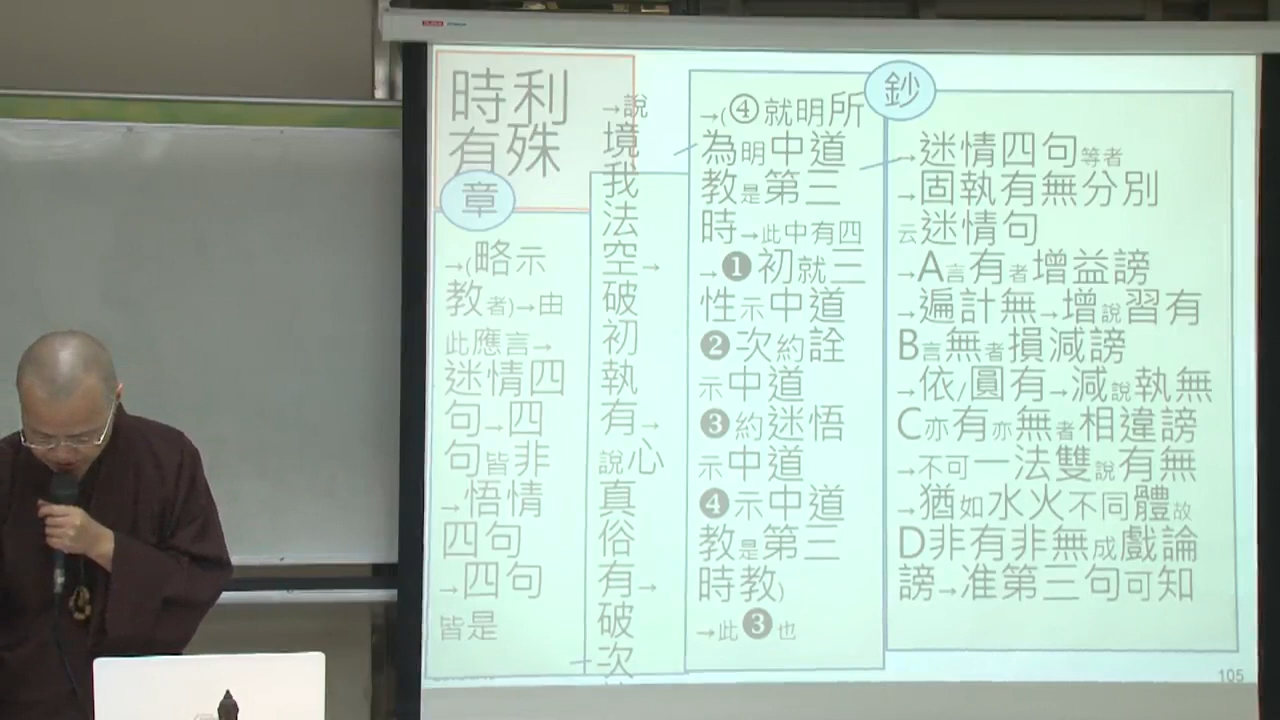 時利
有殊
章
→(略示
教者)→由
此應言→
迷情四
句→四
句皆非
→悟情
四句
→四句
皆是
→說
境
我
法
空→
破
初
執
有→
說心
真
俗
有→
破
次
→(④就明所
為明中道
教是第三
時→此中有四
→❶初就三
性示中道
❷次約詮
示中道
❸約迷悟
示中道
❹示中道
教是第三
時教)
→此❸也
鈔
→迷情四句等者
→固執有無分別
云迷情句
→A言有者增益謗
→遍計無→增說習有
B言無者損減謗
→依/圓有→減說執無
C亦有亦無者相違謗
→不可一法雙說有無
→猶如水火不同體故
D非有非無成戲論
謗→准第三句可知
105